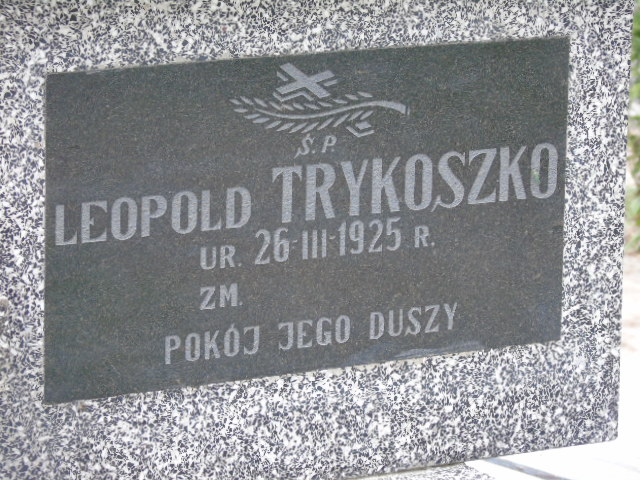 Ś.P.
LEOPOLD TRYKOSZKO
UR. 26-III-1925 R.
ZM.
POKÓJ JEGO DUSZY